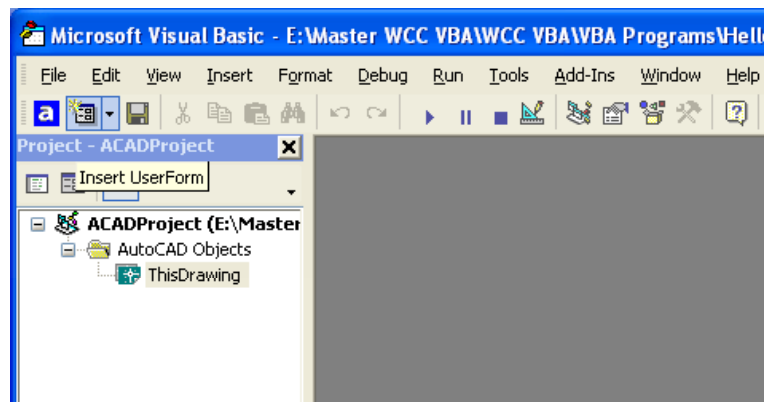 Microsoft Visual Basic - E:\Master WCC VBA\WCC VBA\VBA Programs\Hell
File Edit View Insert Format Debug Run Tools Add-Ins Window Help
a
Project - ACADProject
Insert UserForm
ACADProject (E:\Master
AutoCAD Objects
ThisDrawing